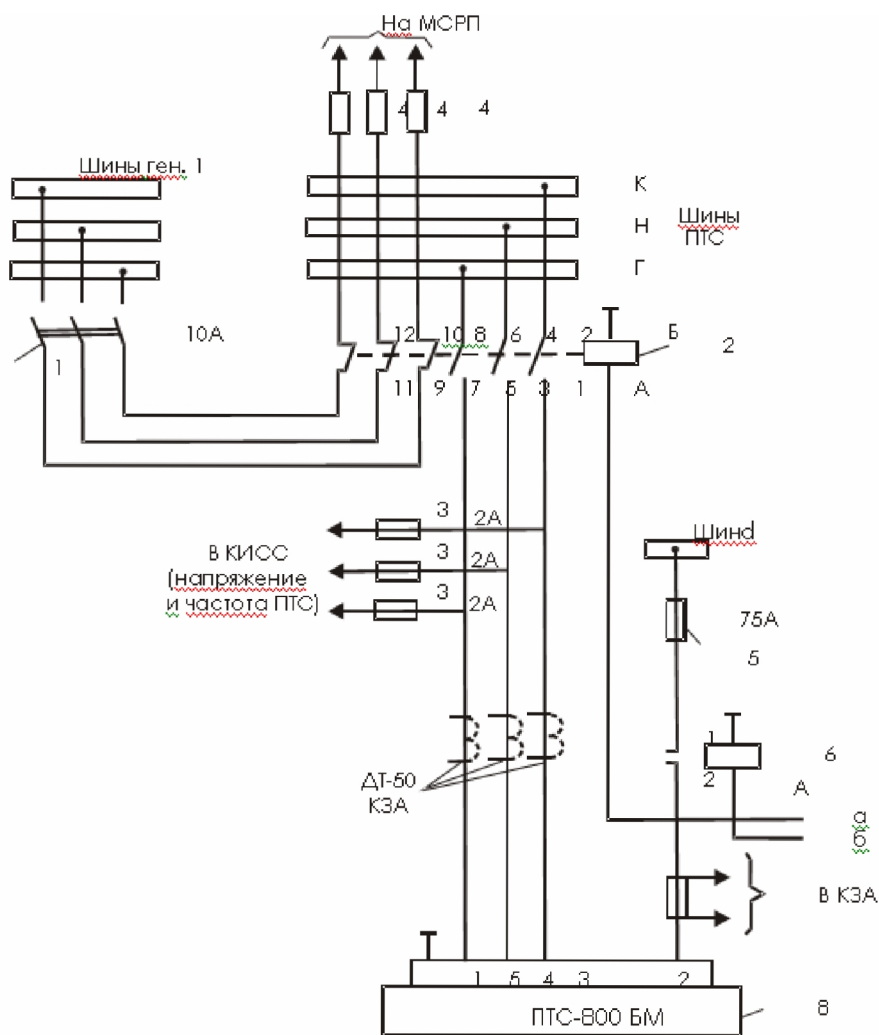 На МСРП
4 4 4
Шины ген. 1
К
Н
Г
Шины
ПТС
10А
1
12 10 8 6 4 2
Б
2
11 9 7 5 3 1 А
3 2А
3 2А
3 2А
В КИСС
(напряжение
и частота ПТС)
Шинd
75А
5
1
2
6
А
а
б
ДТ-50
КЗА
В КЗА
1 5 4 3 2
ПТС-800 БМ
8